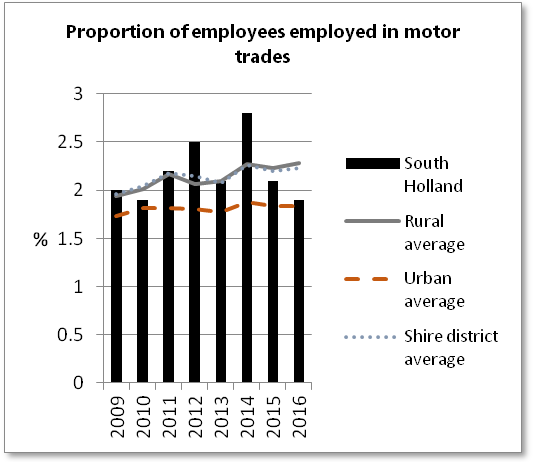 Proportion of employees employed in motor
trades
3
2.5
2
1.5
1
0.5
0
%
2009
2010
2011
2012
2013
2014
2015
2016
South
Holland
Rural
average
Urban
average
Shire district
average